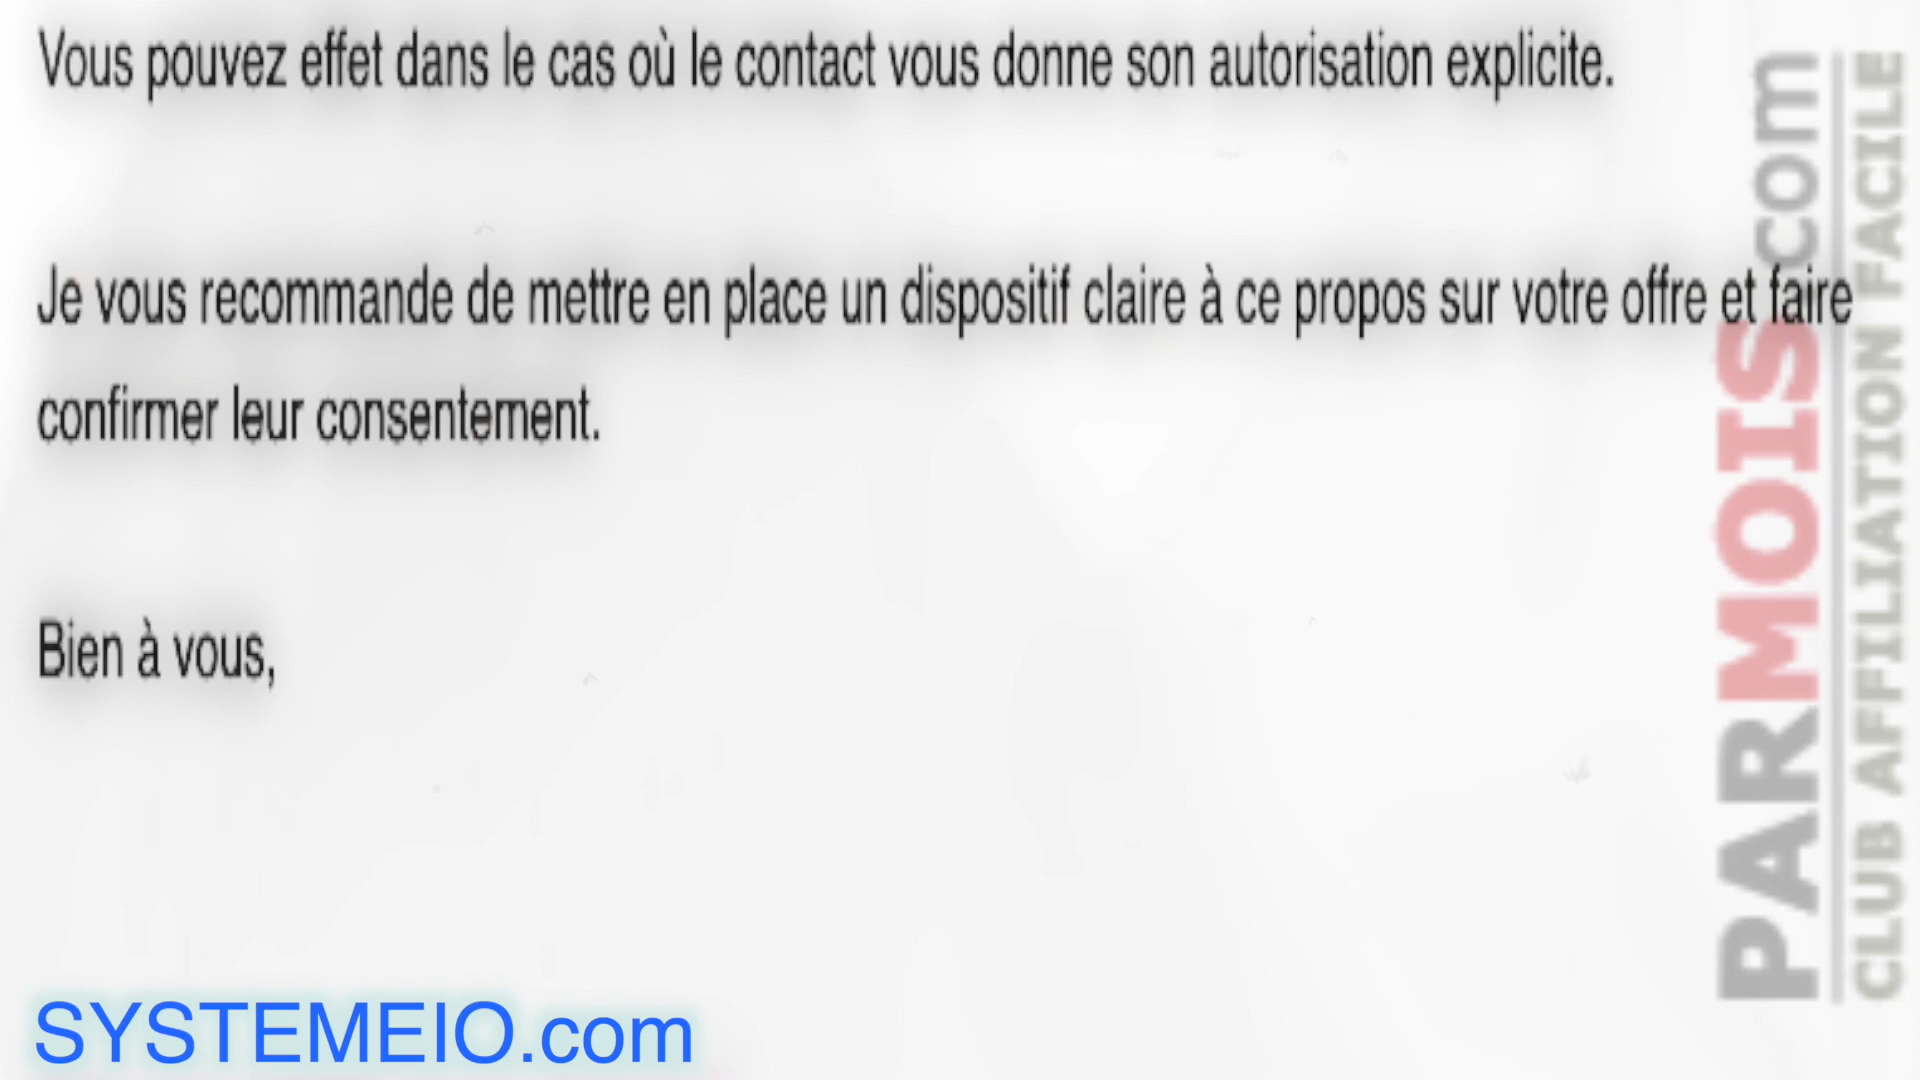 Vous pouvez effet dans le cas où le contact vous donne son autorisation explicite.
Je vous recommande de mettre en place un dispositif claire à ce propos sur votre offre et faire
confirmer leur consentement.
Bien à vous,
SYSTEMEIO.com
PARMOIS.com
CLUB AFFILIATION FACILE